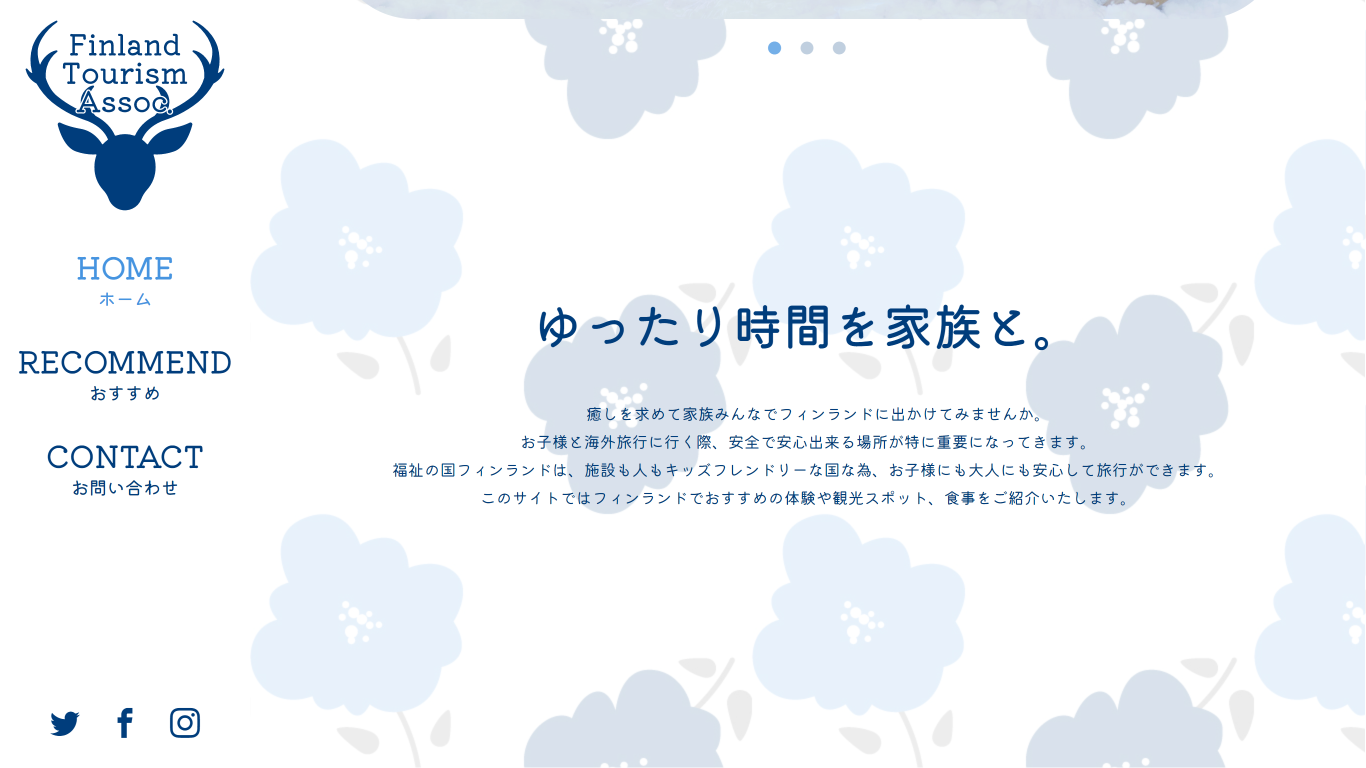 Finland
Tourism
Assoc.
HOME
ホーム
RECOMMEND
おすすめ
CONTACT
お問い合わせ
ゆったり時間を家族と。
癒しを求めて家族みんなでフィンランドに出かけてみませんか。
お子様と海外旅行に行く際、安全で安心出来る場所が特に重要になってきます。
福祉の国フィンランドは、施設も人もキッズフレンドリーな国な為、お子様にも大人にも安心して旅行ができます。
このサイトではフィンランドでおすすめの体験や観光スポット、食事をご紹介いたします。